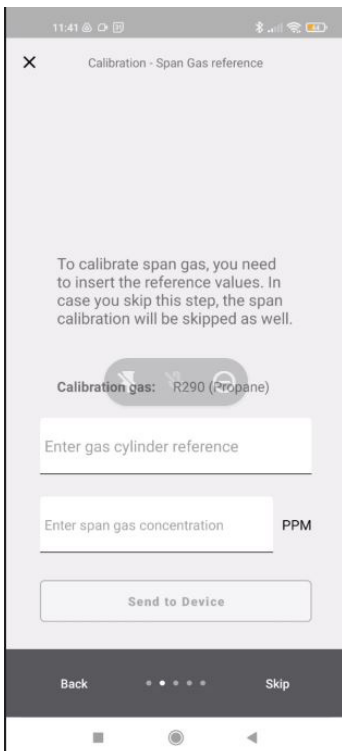 11:41
Calibration - Span Gas reference
To calibrate span gas, you need
to insert the reference values. In
case you skip this step, the span
calibration will be skipped as well.
Calibration gas: R290 (Propane)
Enter gas cylinder reference
Enter span gas concentration PPM
Send to Device
Back Skip